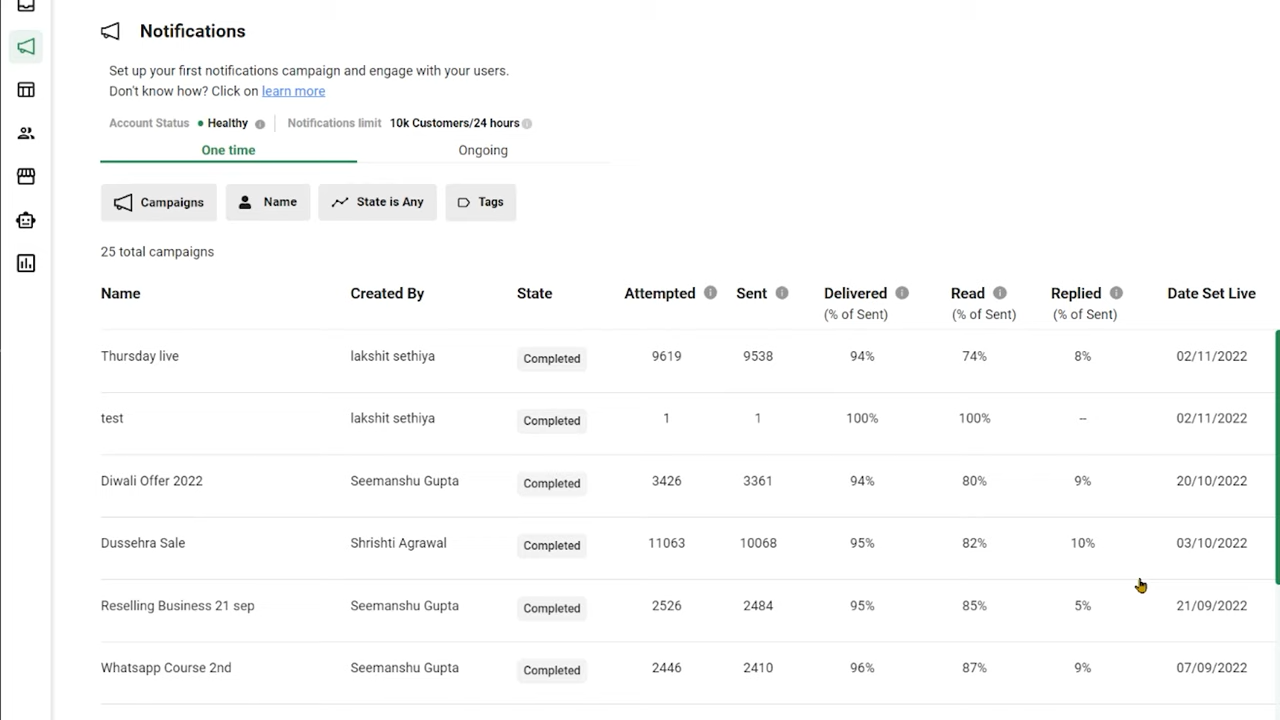 Notifications
Set up your first notifications campaign and engage with your users.
Don't know how? Click on learn more
Account Status Healthy Notifications limit 10k Customers/24 hours
One time Ongoing
Campaigns Name State is Any Tags
25 total campaigns
Name Created By State Attempted Sent Delivered Read Replied Date Set Live
(% of Sent) (% of Sent) (% of Sent)
Thursday live lakshit sethiya Completed 9619 9538 94% 74% 8% 02/11/2022
test lakshit sethiya Completed 1 1 100% 100% -- 02/11/2022
Diwali Offer 2022 Seemanshu Gupta Completed 3426 3361 94% 80% 9% 20/10/2022
Dussehra Sale Shrishti Agrawal Completed 11063 10068 95% 82% 10% 03/10/2022
Reselling Business 21 sep Seemanshu Gupta Completed 2526 2484 95% 85% 5% 21/09/2022
Whatsapp Course 2nd Seemanshu Gupta Completed 2446 2410 96% 87% 9% 07/09/2022